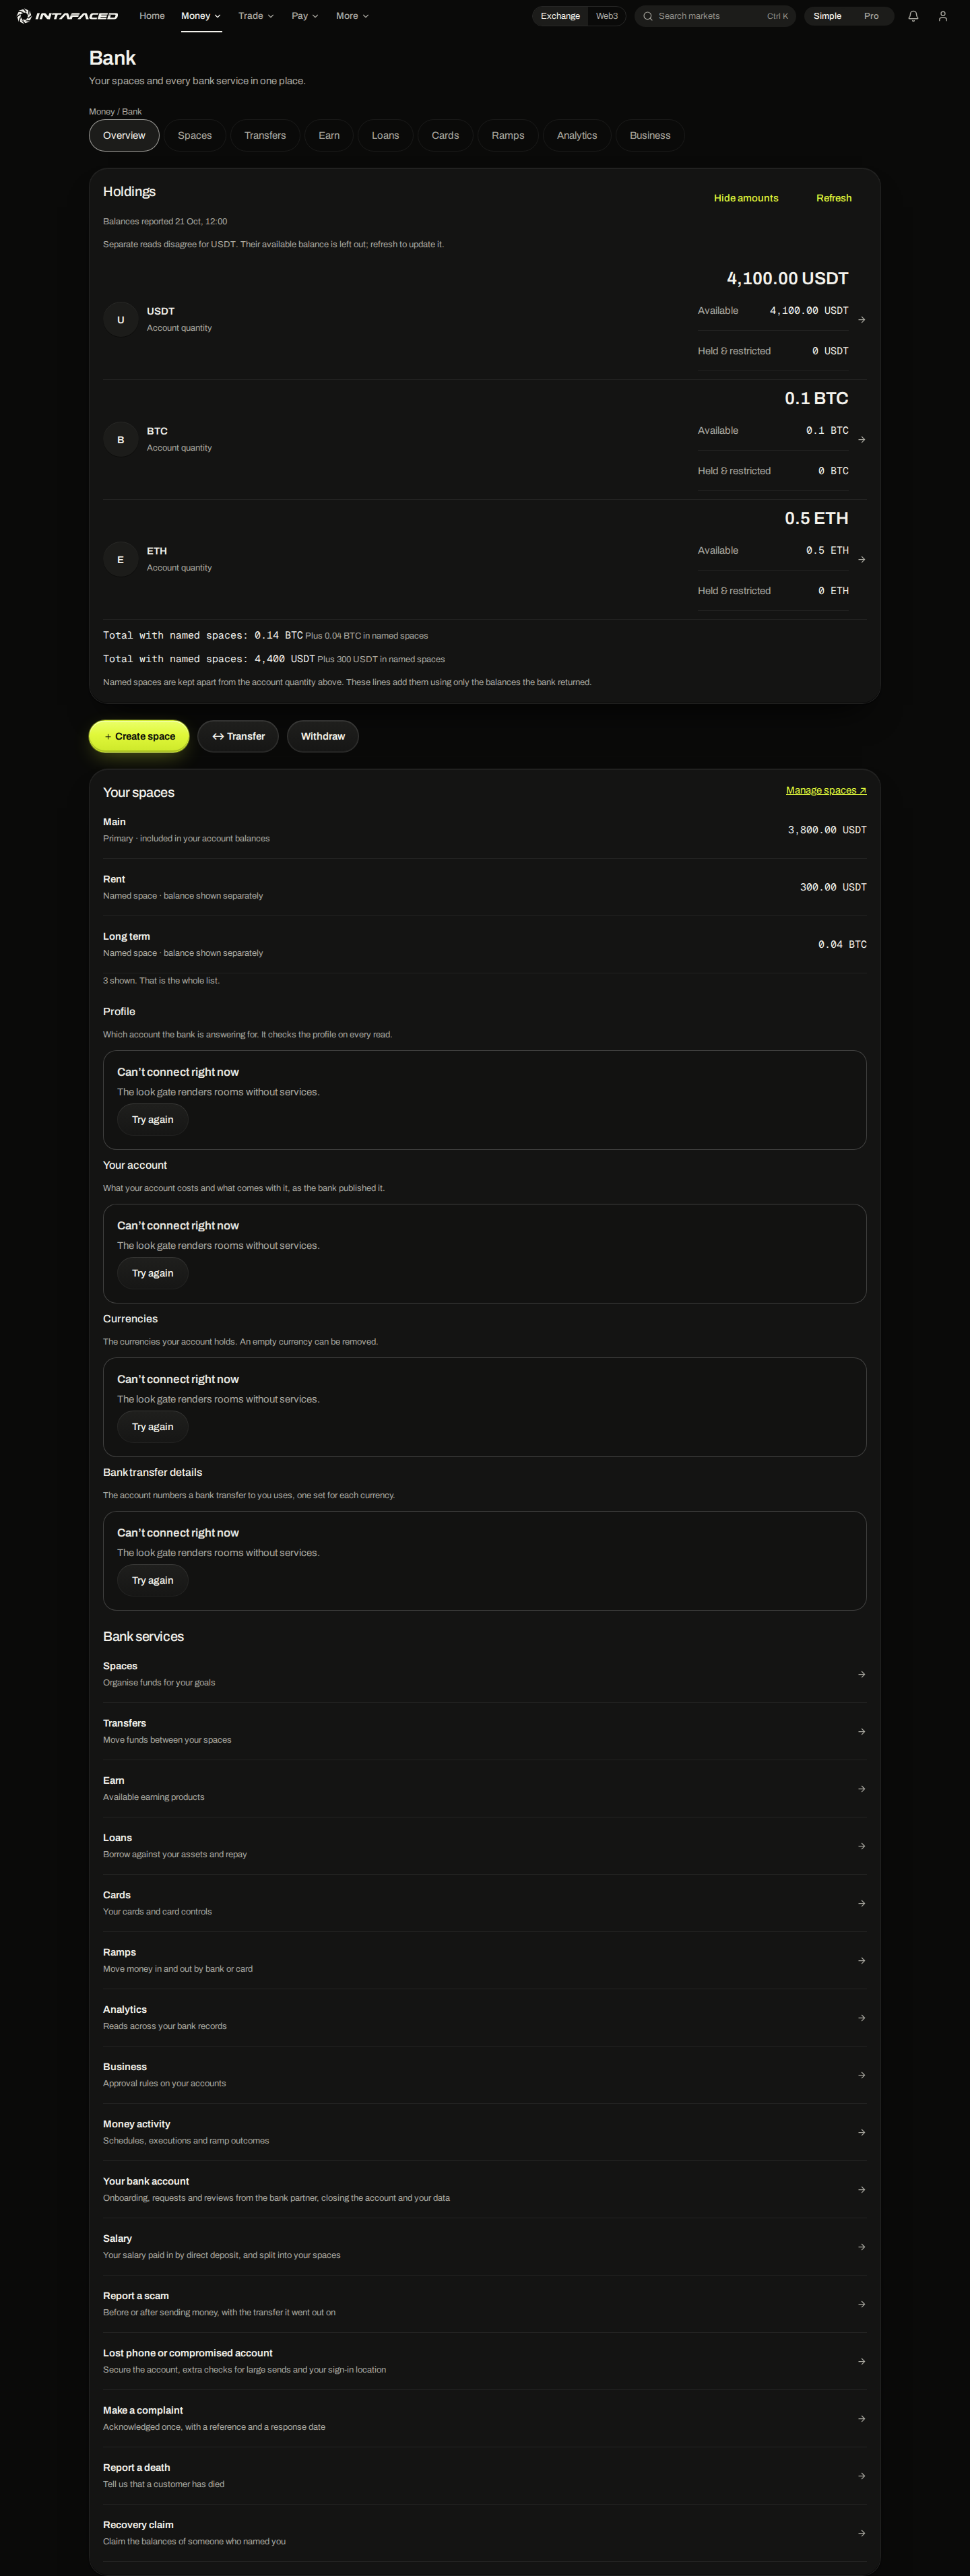 INTAFACED
Home
Money
Trade
Pay
More
Exchange
Web3
Search markets
Ctrl K
Simple
Pro
Bank
Your spaces and every bank service in one place.
Money / Bank
Overview
Spaces
Transfers
Earn
Loans
Cards
Ramps
Analytics
Business
Holdings
Hide amounts
Refresh
Balances reported 21 Oct, 12:00
Separate reads disagree for USDT. Their available balance is left out; refresh to update it.
4,100.00 USDT
U
USDT
Account quantity
Available 4,100.00 USDT
Held & restricted 0 USDT
0.1 BTC
B
BTC
Account quantity
Available 0.1 BTC
Held & restricted 0 BTC
0.5 ETH
E
ETH
Account quantity
Available 0.5 ETH
Held & restricted 0 ETH
Total with named spaces: 0.14 BTC Plus 0.04 BTC in named spaces
Total with named spaces: 4,400 USDT Plus 300 USDT in named spaces
Named spaces are kept apart from the account quantity above. These lines add them using only the balances the bank returned.
+ Create space
↔ Transfer
Withdraw
Your spaces
Manage spaces ↗
Main
Primary · included in your account balances
3,800.00 USDT
Rent
Named space · balance shown separately
300.00 USDT
Long term
Named space · balance shown separately
0.04 BTC
3 shown. That is the whole list.
Profile
Which account the bank is answering for. It checks the profile on every read.
Can't connect right now
The look gate renders rooms without services.
Try again
Your account
What your account costs and what comes with it, as the bank published it.
Can't connect right now
The look gate renders rooms without services.
Try again
Currencies
The currencies your account holds. An empty currency can be removed.
Can't connect right now
The look gate renders rooms without services.
Try again
Bank transfer details
The account numbers a bank transfer to you uses, one set for each currency.
Can't connect right now
The look gate renders rooms without services.
Try again
Bank services
Spaces
Organise funds for your goals
Transfers
Move funds between your spaces
Earn
Available earning products
Loans
Borrow against your assets and repay
Cards
Your cards and card controls
Ramps
Move money in and out by bank or card
Analytics
Reads across your bank records
Business
Approval rules on your accounts
Money activity
Schedules, executions and ramp outcomes
Your bank account
Onboarding, requests and reviews from the bank partner, closing the account and your data
Salary
Your salary paid in by direct deposit, and split into your spaces
Report a scam
Before or after sending money, with the transfer it went out on
Lost phone or compromised account
Secure the account, extra checks for large sends and your sign-in location
Make a complaint
Acknowledged once, with a reference and a response date
Report a death
Tell us that a customer has died
Recovery claim
Claim the balances of someone who named you